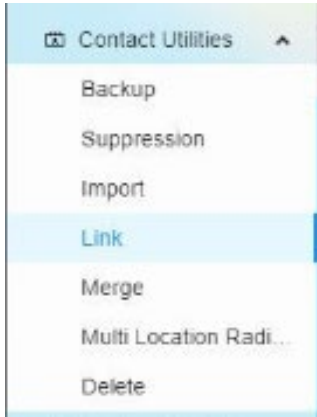 Contact Utilities
Backup
Suppression
Import
Link
Merge
Multi Location Radi...
Delete